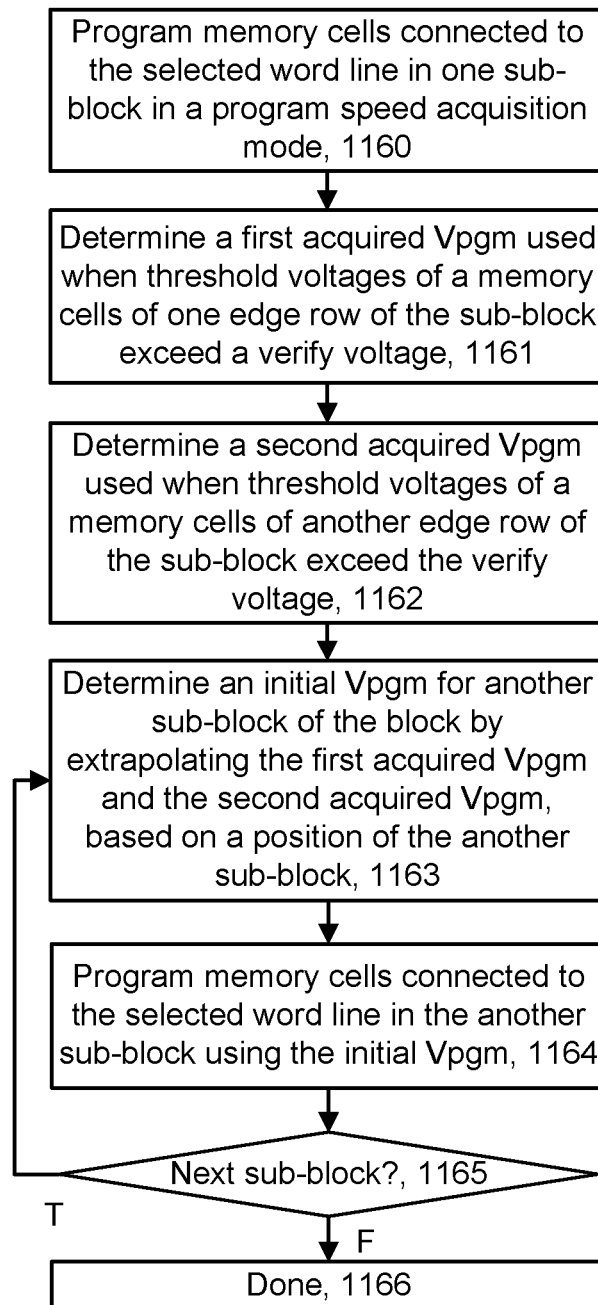 Program memory cells connected to
the selected word line in one sub-
block in a program speed acquisition
mode, 1160
Determine a first acquired Vpgm used
when threshold voltages of a memory
cells of one edge row of the sub-block
exceed a verify voltage, 1161
Determine a second acquired Vpgm
used when threshold voltages of a
memory cells of another edge row of
the sub-block exceed the verify
voltage, 1162
Determine an initial Vpgm for another
sub-block of the block by
extrapolating the first acquired Vpgm
and the second acquired Vpgm,
based on a position of the another
sub-block, 1163
Program memory cells connected to
the selected word line in the another
sub-block using the initial Vpgm, 1164
Next sub-block?, 1165
T
F
Done, 1166